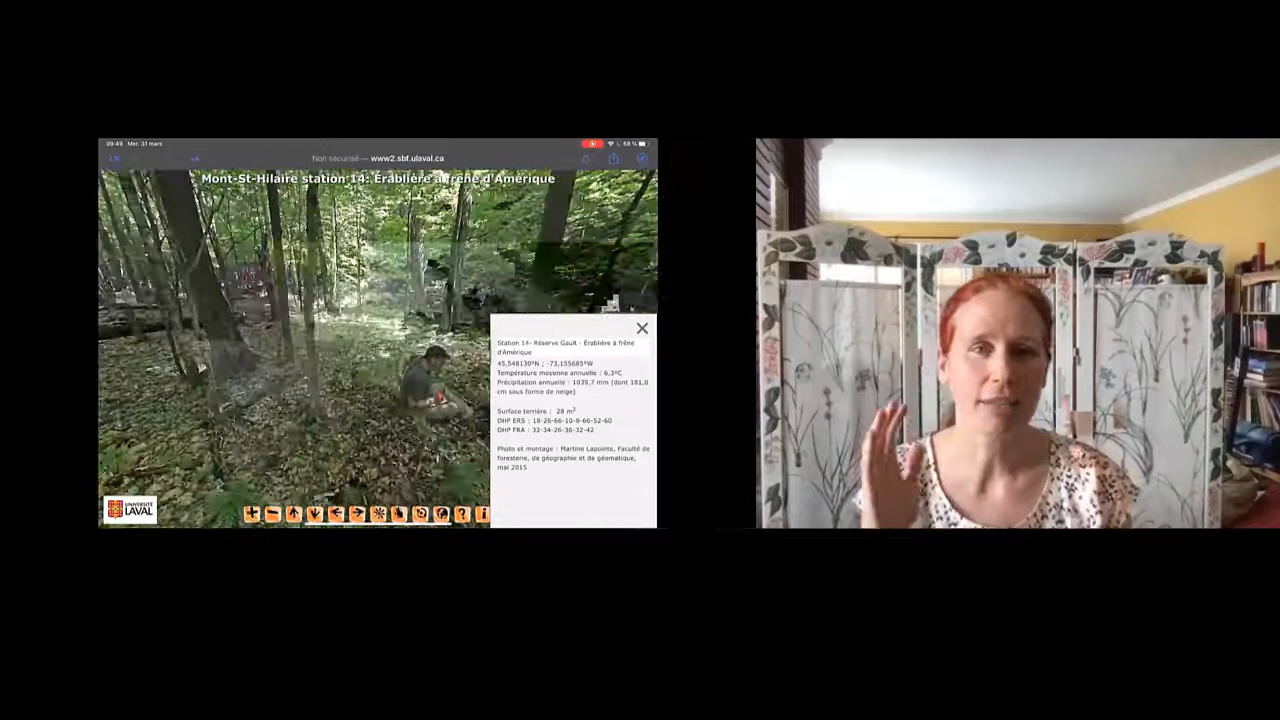 09:49 Mer. 31 mars
68 %
Non sécurisé — www2.sbf.ulaval.ca
Mont-St-Hilaire station 14: Érablière à frêne d'Amérique
Station 14- Réserve Gault - Érablière à frêne
d'Amérique
45,548130ºN ; -73,155685ºW
Température moyenne annuelle : 6,3ºC
Précipitation annuelle : 1039,7 mm (dont 181,0
cm sous forme de neige)
Surface terrière : 28 m²
DHP ERS : 18-26-66-10-8-66-52-60
DHP FRA : 32-34-26-36-32-42
Photo et montage : Martine Lapointe, Faculté de
foresterie, de géographie et de géomatique,
mai 2015
UNIVERSITÉ
LAVAL